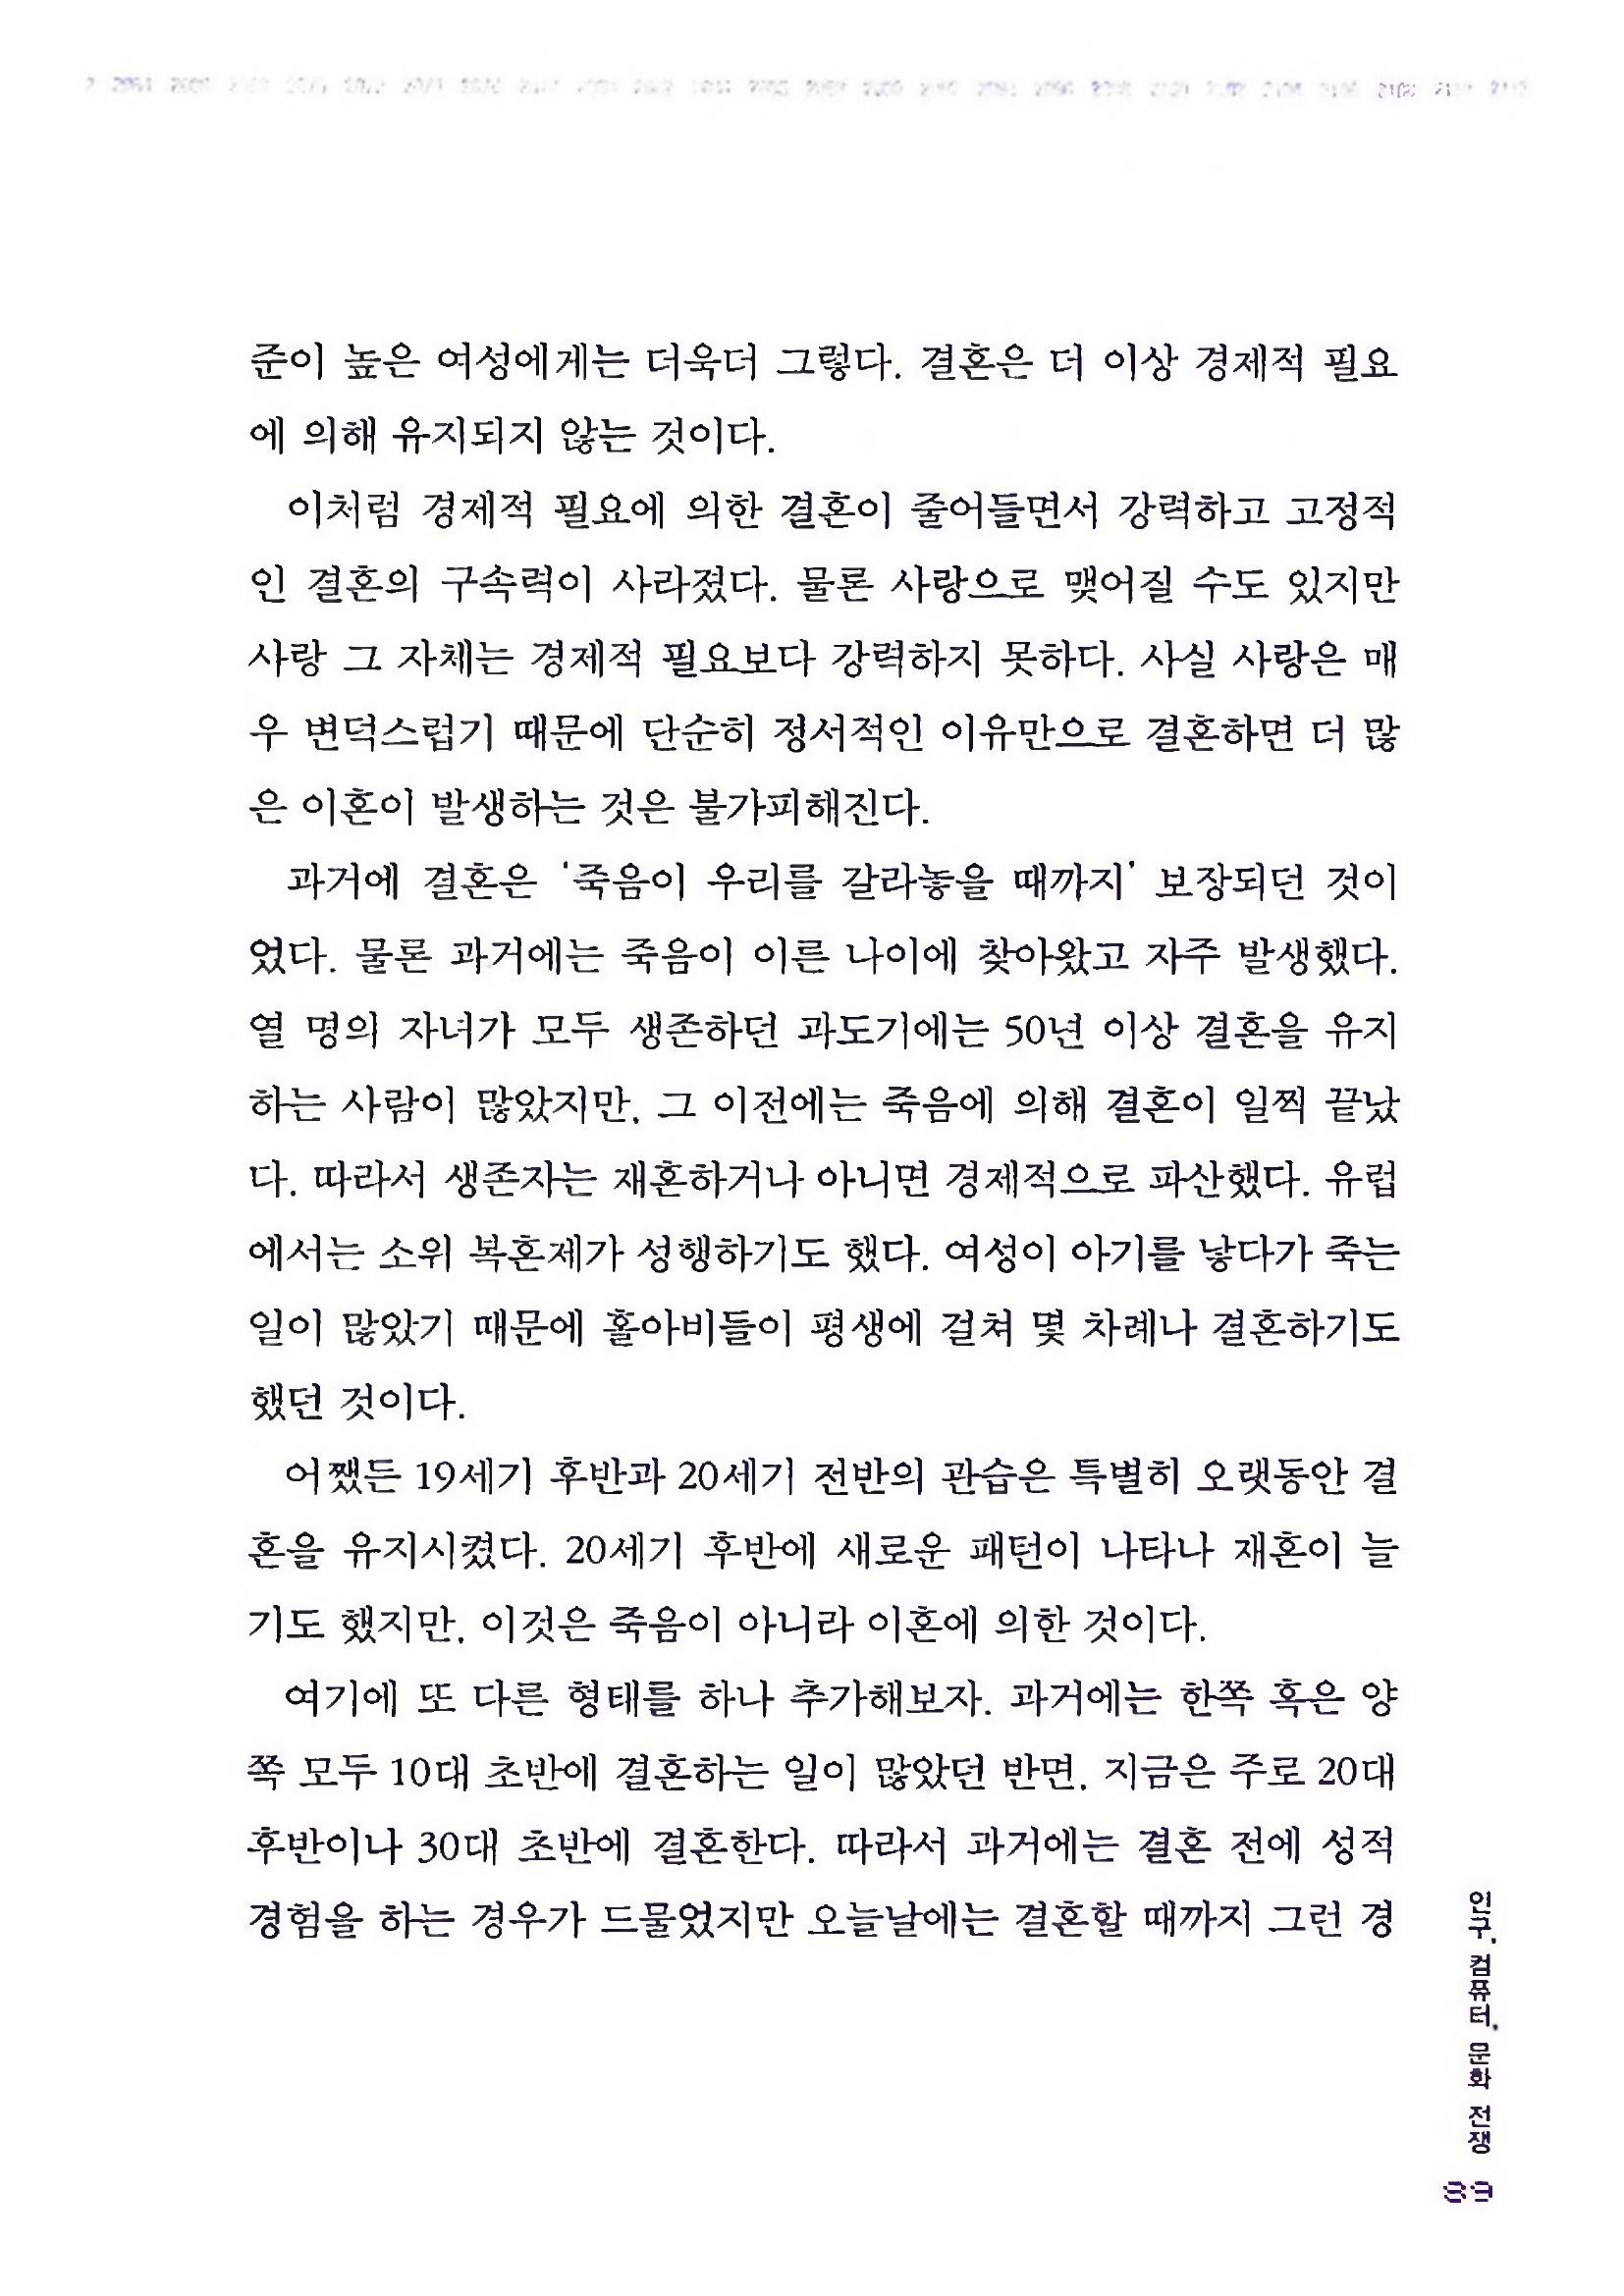 준이 높은 여성에게는 더욱더 그렇다. 결혼은 더 이상 경제적 필요
에 의해 유지되지 않는 것이다.
이처럼 경제적 필요에 의한 결혼이 줄어들면서 강력하고 고정적
인 결혼의 구속력이 사라졌다. 물론 사랑으로 맺어질 수도 있지만
사랑 그 자체는 경제적 필요보다 강력하지 못하다. 사실 사랑은 매
우 변덕스럽기 때문에 단순히 정서적인 이유만으로 결혼하면 더 많
은 이혼이 발생하는 것은 불가피해진다.
과거에 결혼은 '죽음이 우리를 갈라놓을 때까지' 보장되던 것이
었다. 물론 과거에는 죽음이 이른 나이에 찾아왔고 자주 발생했다.
열 명의 자녀가 모두 생존하던 과도기에는 50년 이상 결혼을 유지
하는 사람이 많았지만, 그 이전에는 죽음에 의해 결혼이 일찍 끝났
다. 따라서 생존자는 재혼하거나 아니면 경제적으로 파산했다. 유럽
에서는 소위 복혼제가 성행하기도 했다. 여성이 아기를 낳다가 죽는
일이 많았기 때문에 홀아비들이 평생에 걸쳐 몇 차례나 결혼하기도
했던 것이다.
어쨌든 19세기 후반과 20세기 전반의 관습은 특별히 오랫동안 결
혼을 유지시켰다. 20세기 후반에 새로운 패턴이 나타나 재혼이 늘
기도 했지만, 이것은 죽음이 아니라 이혼에 의한 것이다.
여기에 또 다른 형태를 하나 추가해보자. 과거에는 한쪽 혹은 양
쪽 모두 10대 초반에 결혼하는 일이 많았던 반면, 지금은 주로 20대
후반이나 30대 초반에 결혼한다. 따라서 과거에는 결혼 전에 성적
경험을 하는 경우가 드물었지만 오늘날에는 결혼할 때까지 그런 경
인구, 컴퓨터, 문화 전쟁